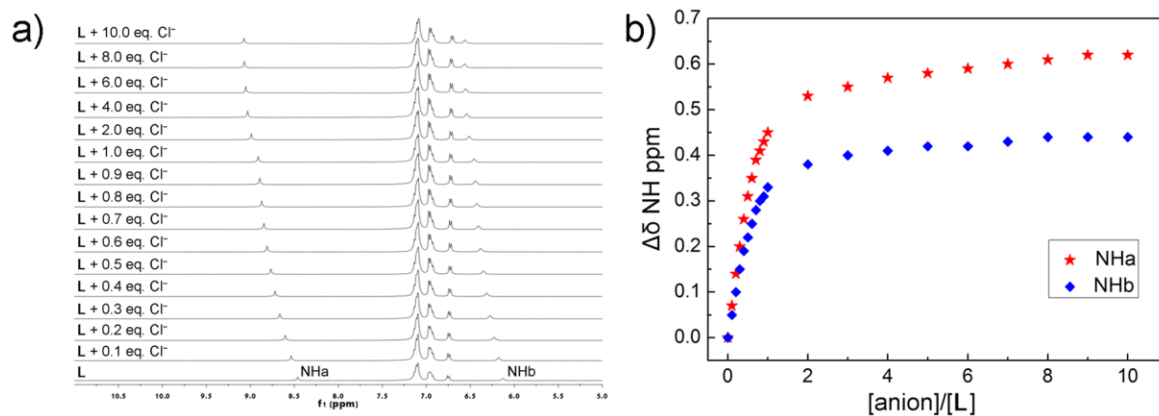 a)
L + 10.0 eq. Cl⁻
L + 8.0 eq. Cl⁻
L + 6.0 eq. Cl⁻
L + 4.0 eq. Cl⁻
L + 2.0 eq. Cl⁻
L + 1.0 eq. Cl⁻
L + 0.9 eq. Cl⁻
L + 0.8 eq. Cl⁻
L + 0.7 eq. Cl⁻
L + 0.6 eq. Cl⁻
L + 0.5 eq. Cl⁻
L + 0.4 eq. Cl⁻
L + 0.3 eq. Cl⁻
L + 0.2 eq. Cl⁻
L + 0.1 eq. Cl⁻
L NHa NHb
10.5 10.0 9.5 9.0 8.5 8.0 7.5 7.0 6.5 6.0 5.5 5.0
f1 (ppm)
b)
0.7
0.6
0.5
0.4
0.3
0.2
0.1
0.0
Δδ NH ppm
NHa
NHb
0 2 4 6 8 10
[anion]/[L]